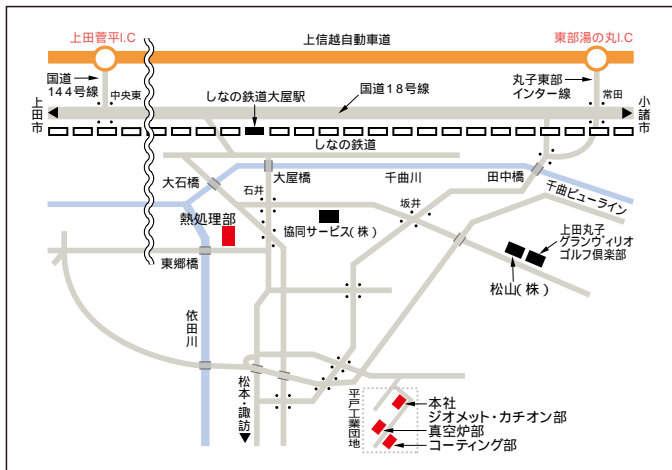 上田菅平I.C
上信越自動車道
東部湯の丸I.C
国道
144号線
中央東
しなの鉄道大屋駅
国道18号線
丸子東部
インター線
常田
上田市
小諸市
しなの鉄道
大石橋
石井
大屋橋
千曲川
田中橋
千曲ビューライン
坂井
熱処理部
協同サービス(株)
上田丸子
グランヴィリオ
ゴルフ倶楽部
松山(株)
東郷橋
依田川
松本・諏訪
平戸工業団地
本社
ジオメット・カチオン部
真空炉部
コーティング部